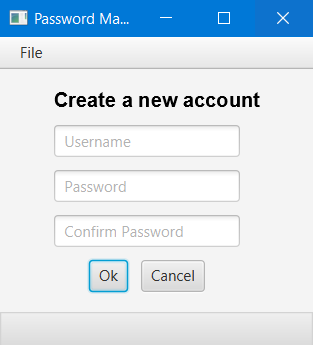 Password Ma...
File
Create a new account
Username
Password
Confirm Password
Ok Cancel